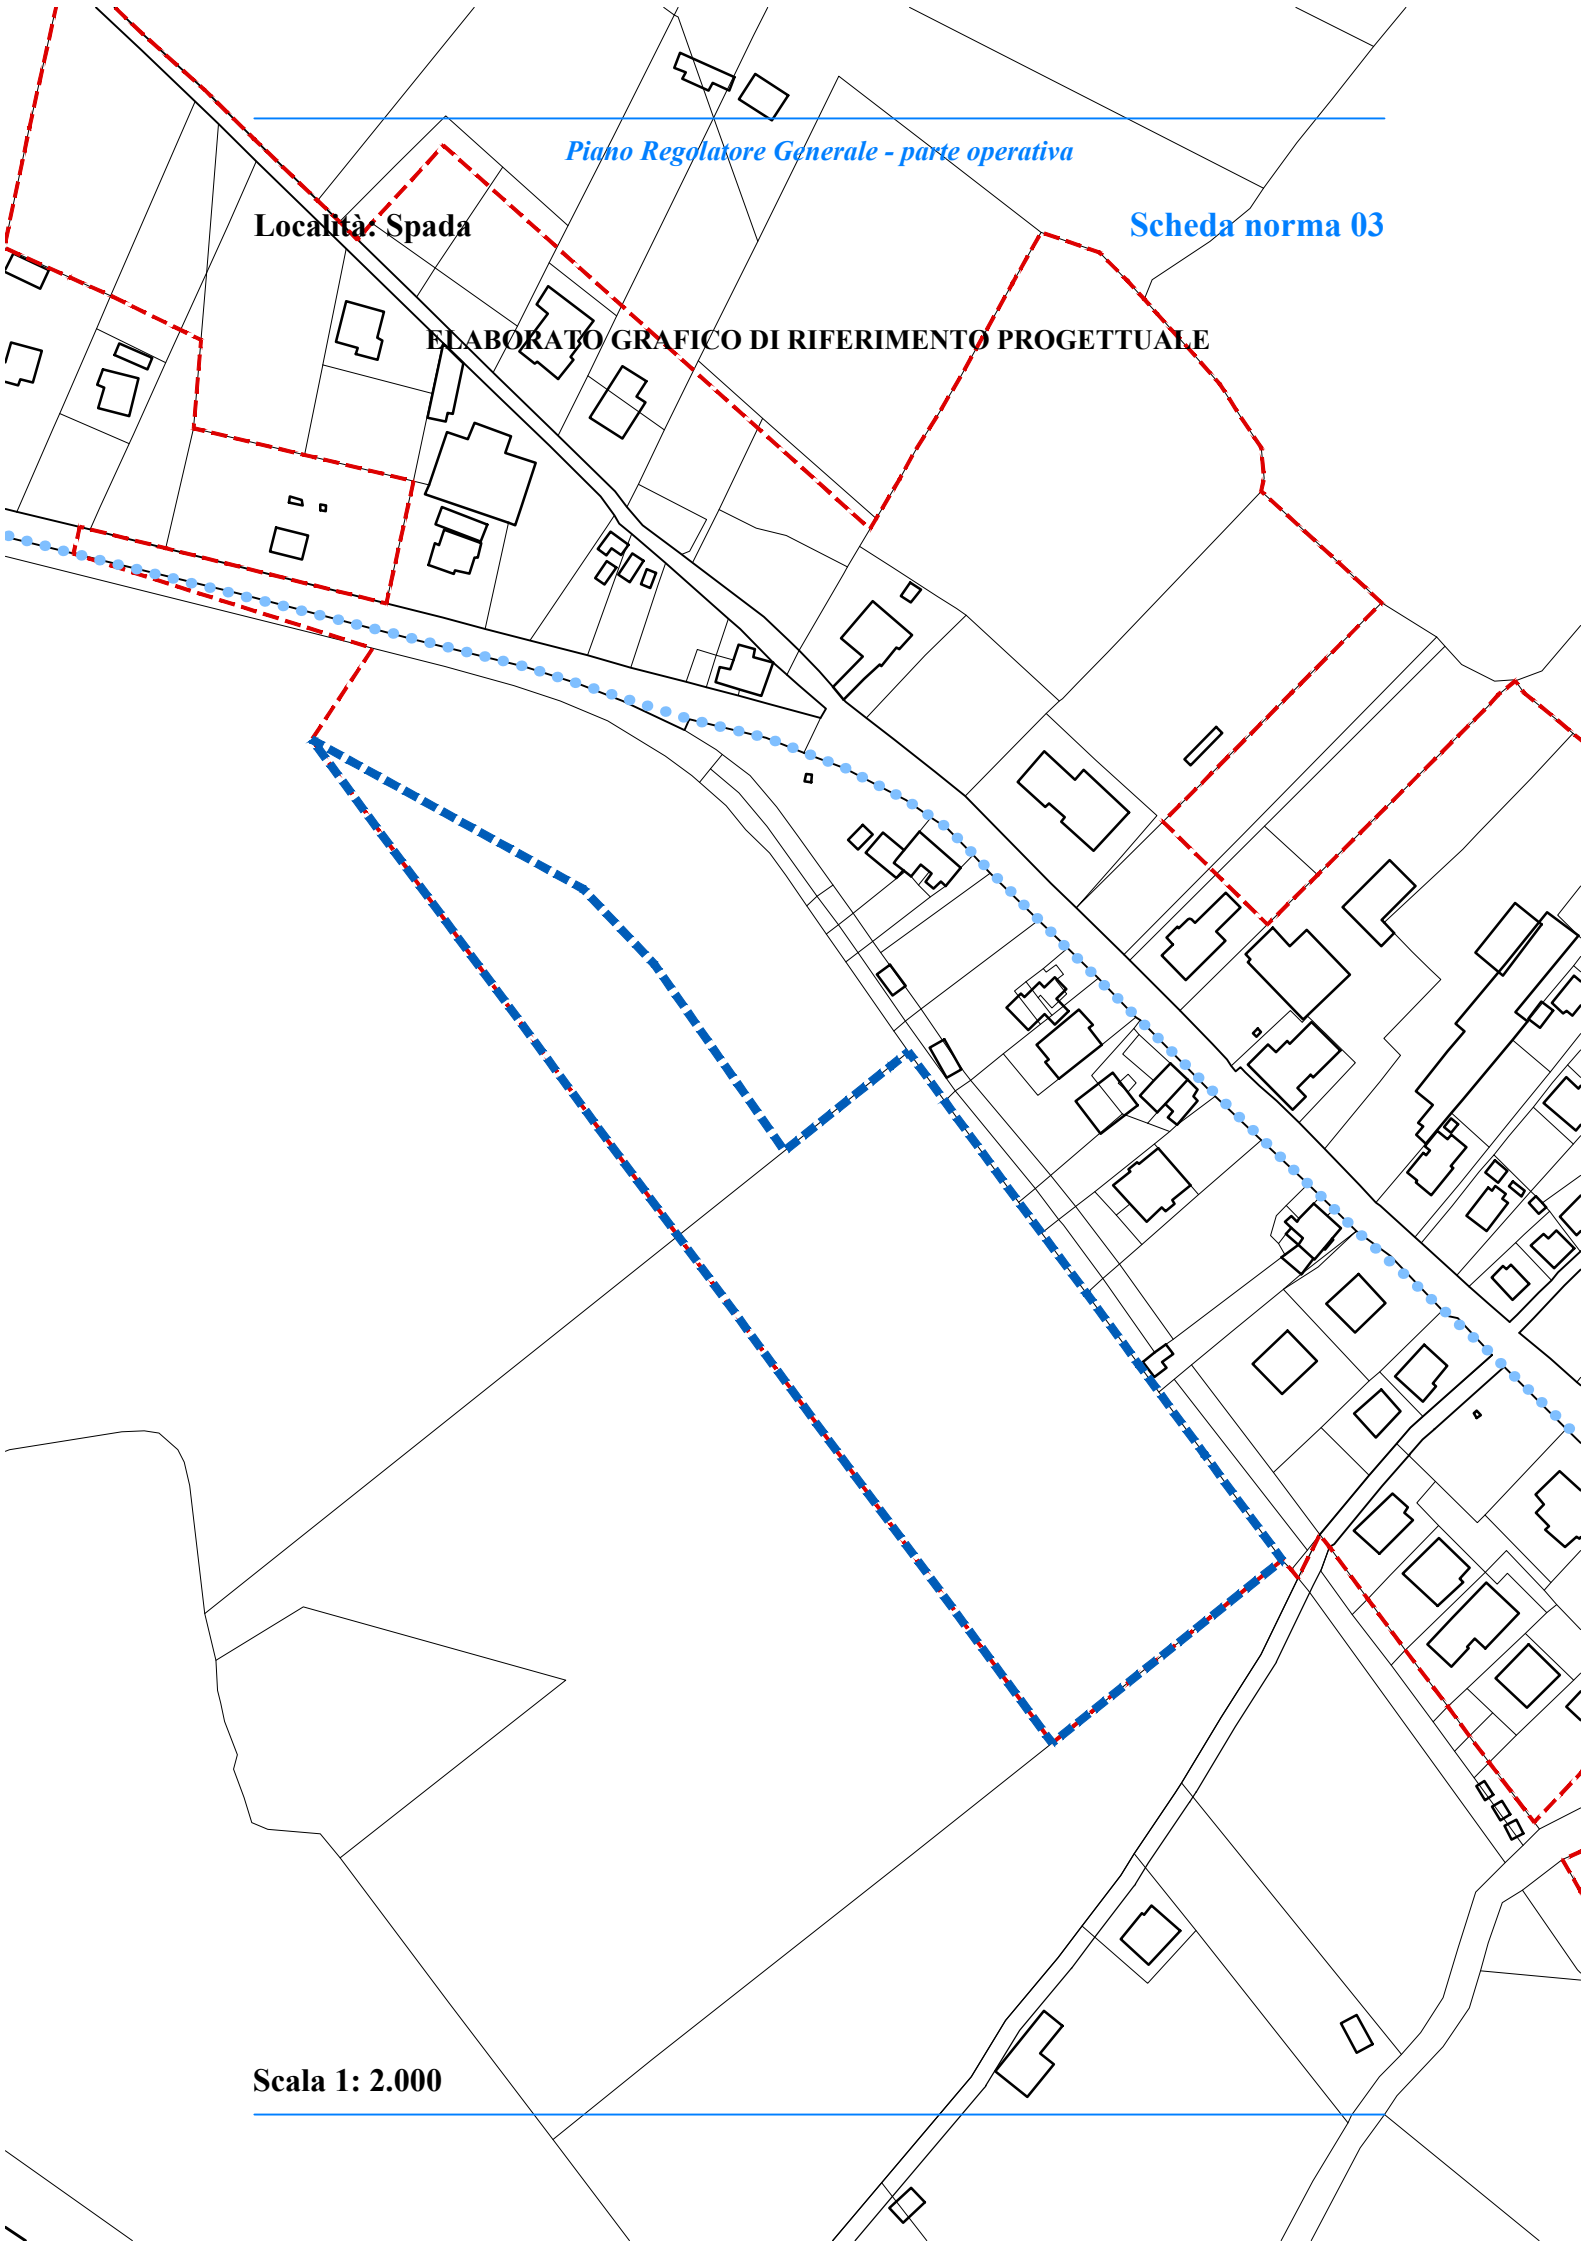 Piano Regolatore Generale - parte operativa
Località: Spada
Scheda norma 03
ELABORATO GRAFICO DI RIFERIMENTO PROGETTUALE
Scala 1: 2.000